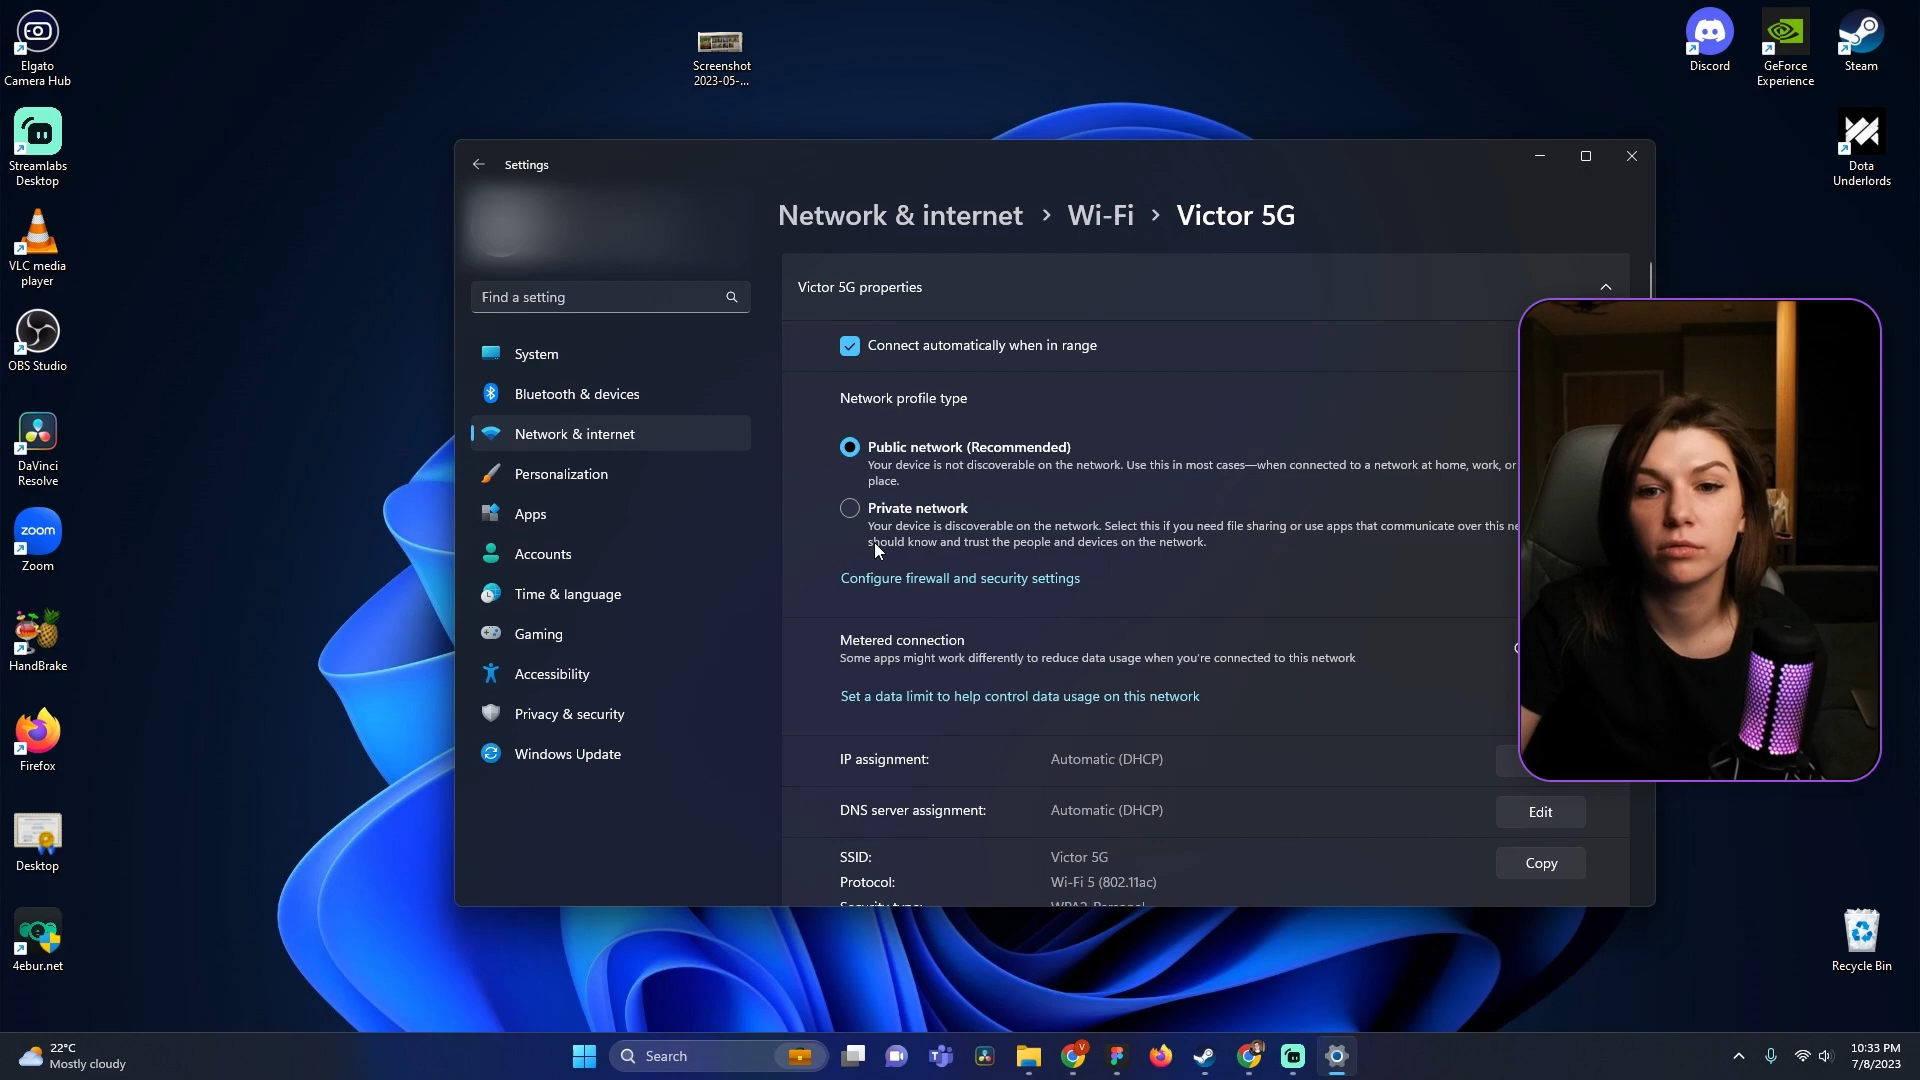 Elgato
Camera Hub
Streamlabs
Desktop
VLC media
player
OBS Studio
DaVinci
Resolve
zoom
Zoom
HandBrake
Firefox
Desktop
4ebur.net
Screenshot
2023-05-...
Discord
GeForce
Experience
Steam
Dota
Underlords
Recycle Bin
Settings
Find a setting
System
Bluetooth & devices
Network & internet
Personalization
Apps
Accounts
Time & language
Gaming
Accessibility
Privacy & security
Windows Update
Network & internet › Wi-Fi › Victor 5G
Victor 5G properties
Connect automatically when in range
Network profile type
Public network (Recommended)
Your device is not discoverable on the network. Use this in most cases—when connected to a network at home, work, or
place.
Private network
Your device is discoverable on the network. Select this if you need file sharing or use apps that communicate over this ne
should know and trust the people and devices on the network.
Configure firewall and security settings
Metered connection
Some apps might work differently to reduce data usage when you're connected to this network
Set a data limit to help control data usage on this network
IP assignment: Automatic (DHCP)
DNS server assignment: Automatic (DHCP) Edit
SSID: Victor 5G Copy
Protocol: Wi-Fi 5 (802.11ac)
22°C
Mostly cloudy
Search
V
10:33 PM
7/8/2023